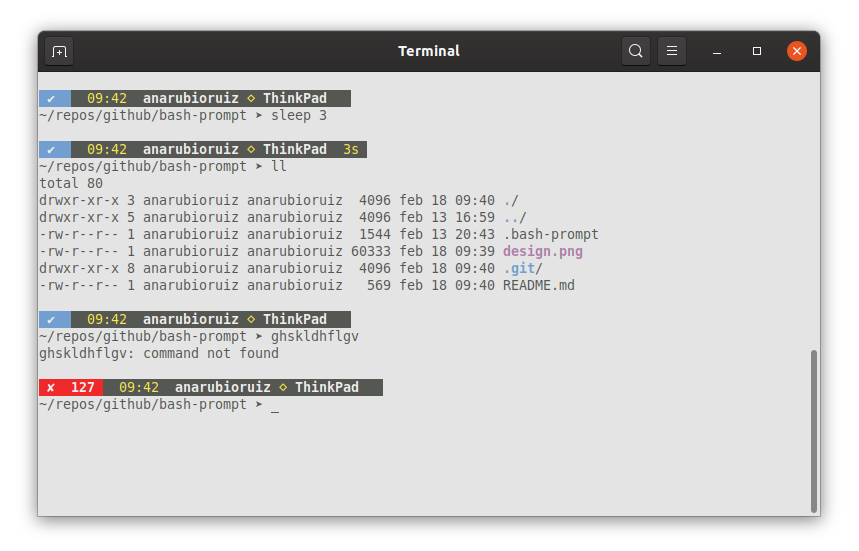 Terminal
✔ 09:42 anarubioruiz ◇ ThinkPad
~/repos/github/bash-prompt ➤ sleep 3
✔ 09:42 anarubioruiz ◇ ThinkPad 3s
~/repos/github/bash-prompt ➤ ll
total 80
drwxr-xr-x 3 anarubioruiz anarubioruiz  4096 feb 18 09:40 ./
drwxr-xr-x 5 anarubioruiz anarubioruiz  4096 feb 13 16:59 ../
-rw-r--r-- 1 anarubioruiz anarubioruiz  1544 feb 13 20:43 .bash-prompt
-rw-r--r-- 1 anarubioruiz anarubioruiz 60333 feb 18 09:39 design.png
drwxr-xr-x 8 anarubioruiz anarubioruiz  4096 feb 18 09:40 .git/
-rw-r--r-- 1 anarubioruiz anarubioruiz   569 feb 18 09:40 README.md
✔ 09:42 anarubioruiz ◇ ThinkPad
~/repos/github/bash-prompt ➤ ghskldhflgv
ghskldhflgv: command not found
✘ 127 09:42 anarubioruiz ◇ ThinkPad
~/repos/github/bash-prompt ➤ _